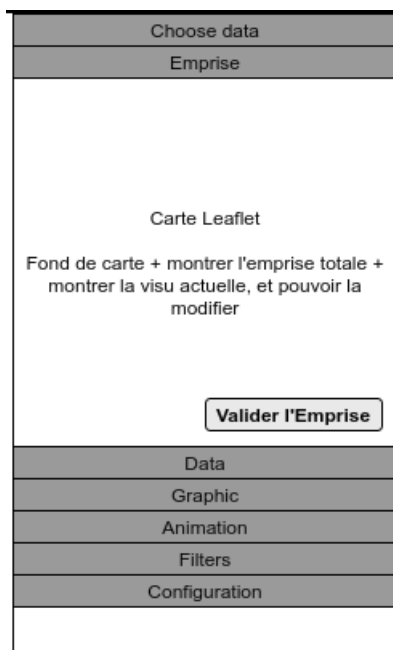 Choose data
Emprise
Carte Leaflet
Fond de carte + montrer l'emprise totale +
montrer la visu actuelle, et pouvoir la
modifier
Valider l'Emprise
Data
Graphic
Animation
Filters
Configuration